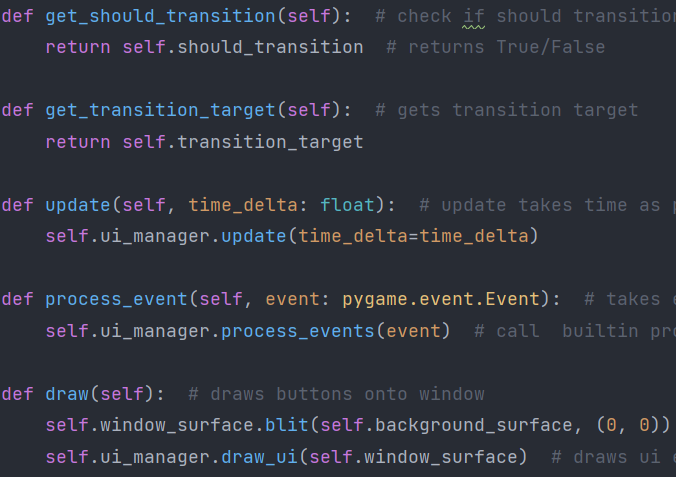 def get_should_transition(self):  # check if should transition
    return self.should_transition  # returns True/False
def get_transition_target(self):  # gets transition target
    return self.transition_target
def update(self, time_delta: float):  # update takes time as
    self.ui_manager.update(time_delta=time_delta)
def process_event(self, event: pygame.event.Event):  # takes
    self.ui_manager.process_events(event)  # call  builtin
def draw(self):  # draws buttons onto window
    self.window_surface.blit(self.background_surface, (0, 0))
    self.ui_manager.draw_ui(self.window_surface)  # draws ui